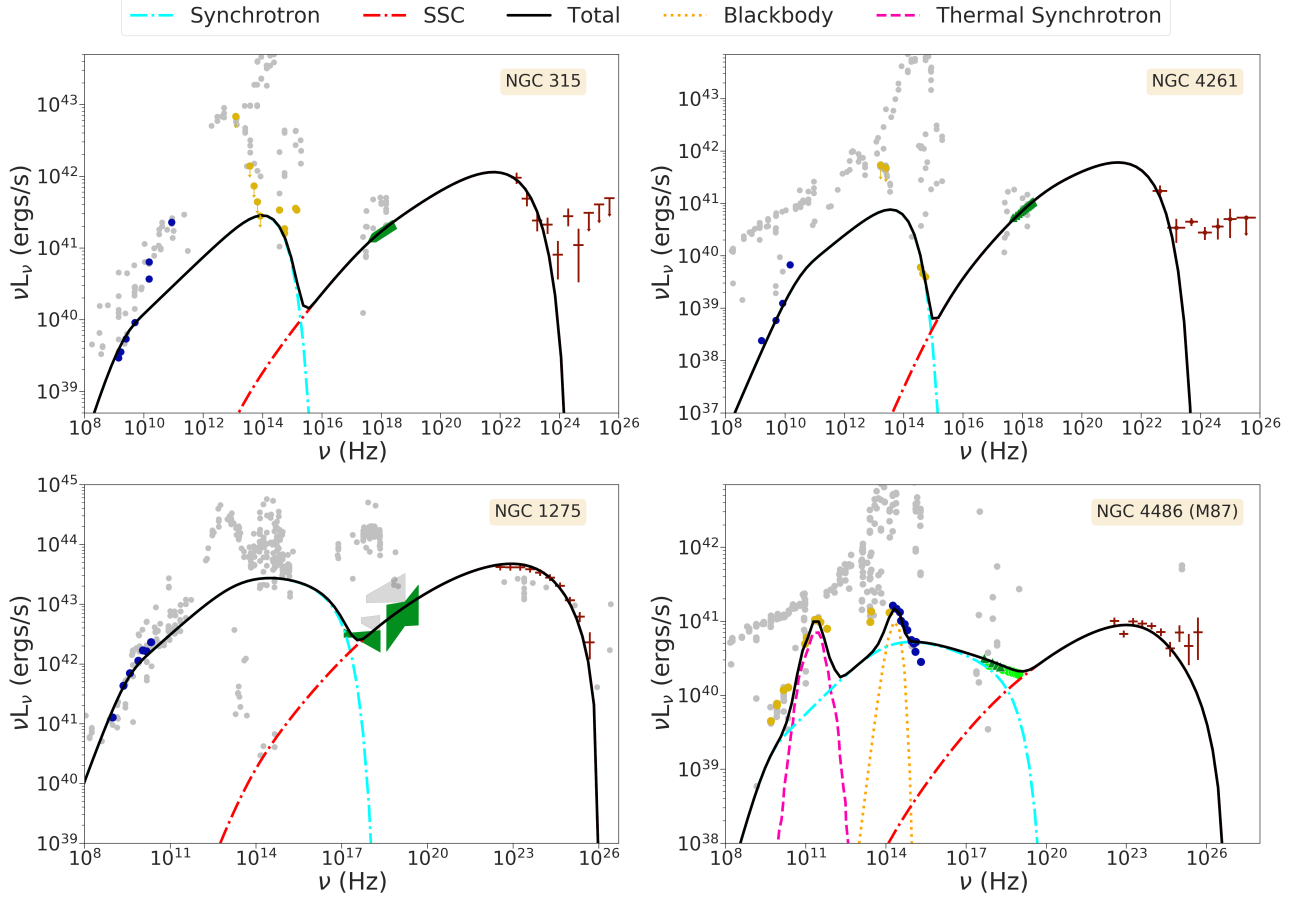 Synchrotron SSC Total Blackbody Thermal Synchrotron
NGC 315
νLν (ergs/s)
10^43
10^42
10^41
10^40
10^39
10^8 10^10 10^12 10^14 10^16 10^18 10^20 10^22 10^24 10^26
ν (Hz)
NGC 4261
νLν (ergs/s)
10^43
10^42
10^41
10^40
10^39
10^38
10^37
10^8 10^10 10^12 10^14 10^16 10^18 10^20 10^22 10^24 10^26
ν (Hz)
NGC 1275
νLν (ergs/s)
10^45
10^44
10^43
10^42
10^41
10^40
10^39
10^8 10^11 10^14 10^17 10^20 10^23 10^26
ν (Hz)
NGC 4486 (M87)
νLν (ergs/s)
10^42
10^41
10^40
10^39
10^38
10^8 10^11 10^14 10^17 10^20 10^23 10^26
ν (Hz)